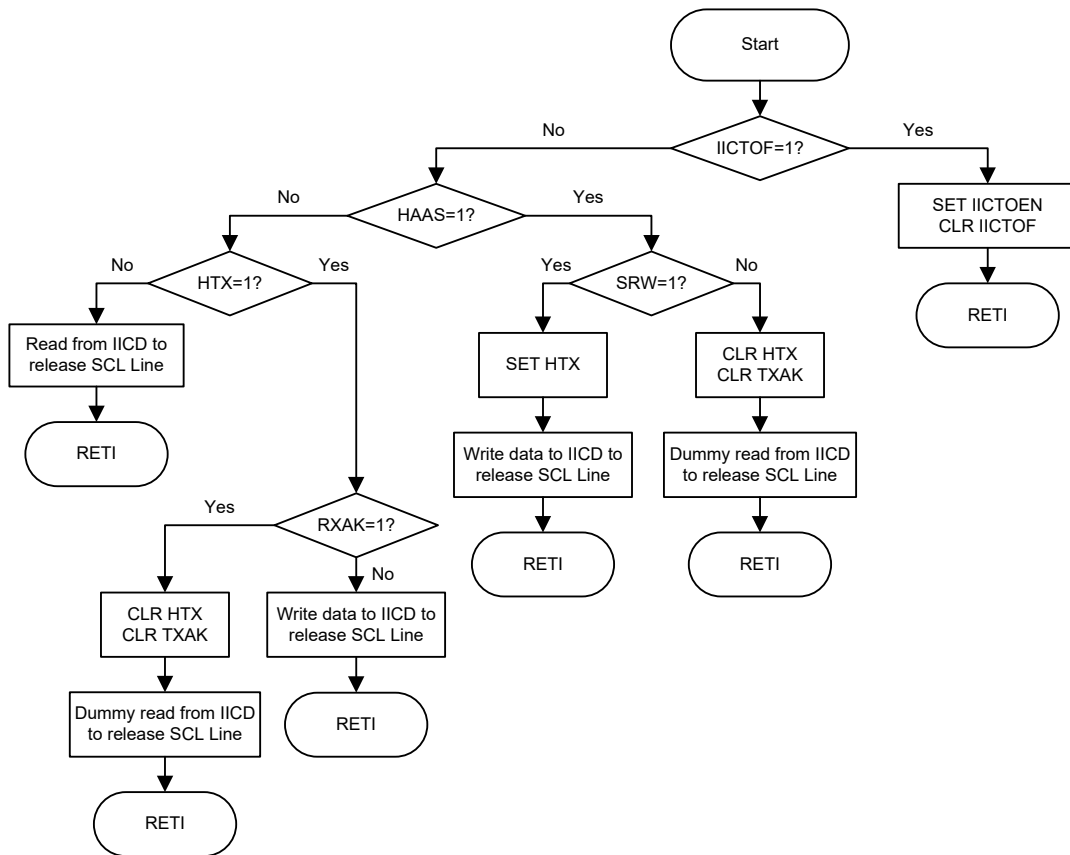 Start
No
IICTOF=1?
Yes
No
HAAS=1?
Yes
SET IICTOEN
CLR IICTOF
No
HTX=1?
Yes
Yes
SRW=1?
No
RETI
Read from IICD to
release SCL Line
SET HTX
CLR HTX
CLR TXAK
RETI
Write data to IICD to
release SCL Line
Dummy read from IICD
to release SCL Line
Yes
RXAK=1?
RETI
RETI
No
CLR HTX
CLR TXAK
Write data to IICD to
release SCL Line
Dummy read from IICD
to release SCL Line
RETI
RETI